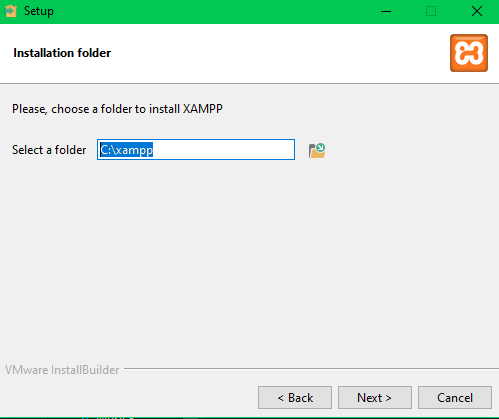 Setup
Installation folder
Please, choose a folder to install XAMPP
Select a folder C:\xampp
VMware InstallBuilder
< Back Next > Cancel